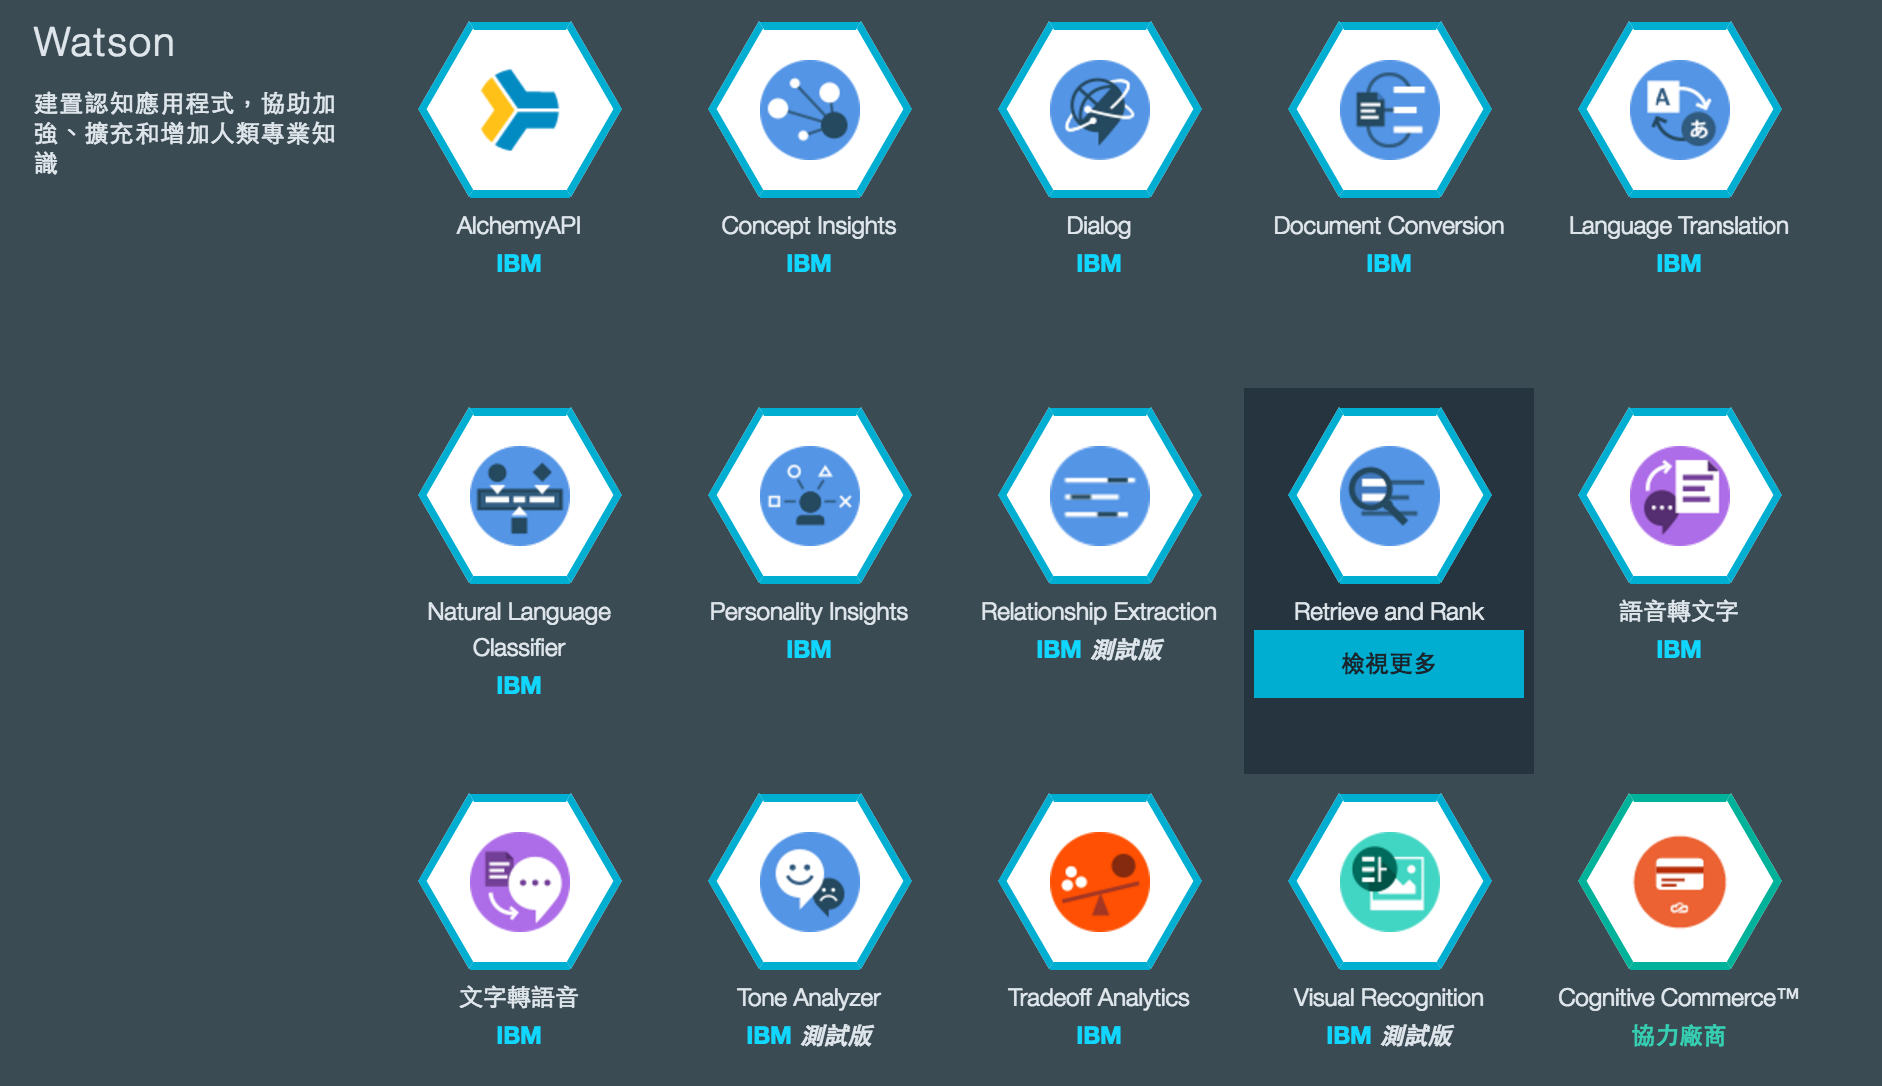 Watson
建置認知應用程式，協助加
強、擴充和增加人類專業知
識
AlchemyAPI
IBM
Concept Insights
IBM
Dialog
IBM
Document Conversion
IBM
A
あ
Language Translation
IBM
Natural Language
Classifier
IBM
Personality Insights
IBM
Relationship Extraction
IBM 測試版
Retrieve and Rank
檢視更多
語音轉文字
IBM
文字轉語音
IBM
Tone Analyzer
IBM 測試版
Tradeoff Analytics
IBM
Visual Recognition
IBM 測試版
Cognitive Commerce™
協力廠商